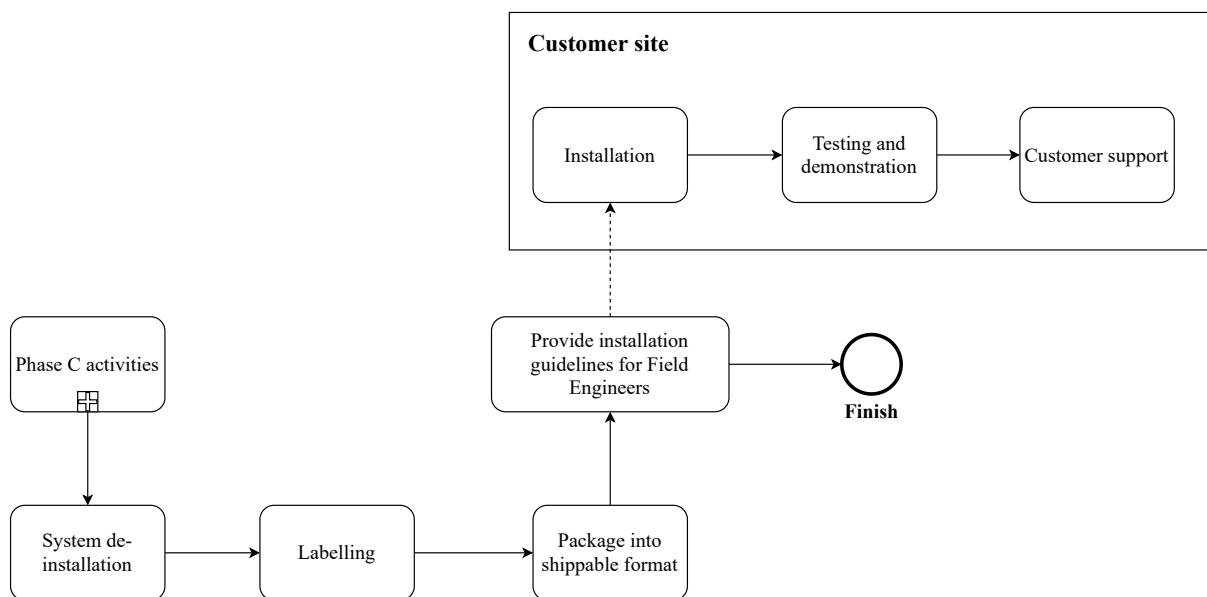 Customer site
Installation
Testing and
demonstration
Customer support
Phase C activities
Provide installation
guidelines for Field
Engineers
Finish
System de-
installation
Labelling
Package into
shippable format